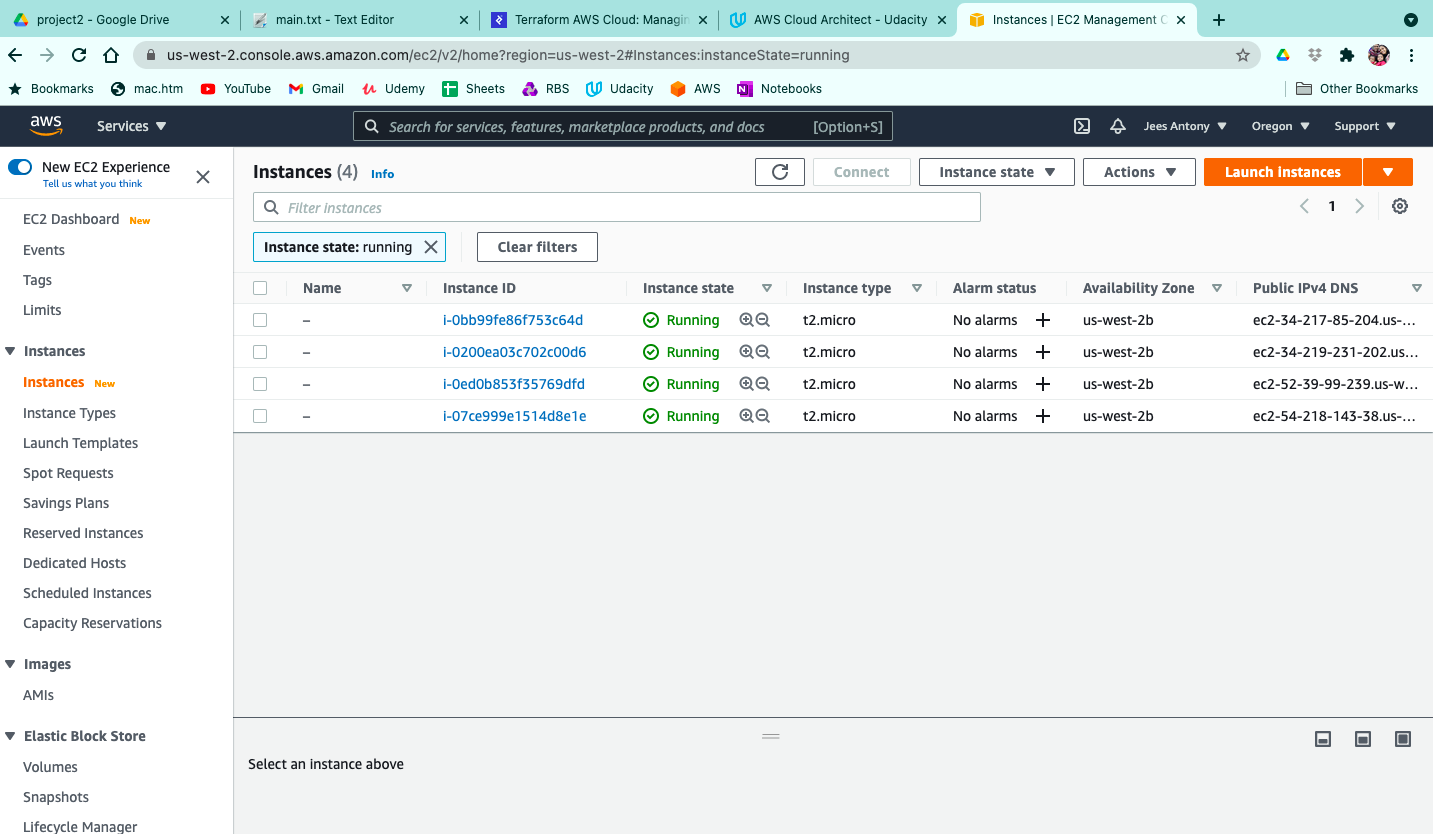 project2 - Google Drive
main.txt - Text Editor
Terraform AWS Cloud: Managin
AWS Cloud Architect - Udacity
Instances | EC2 Management C
us-west-2.console.aws.amazon.com/ec2/v2/home?region=us-west-2#Instances:instanceState=running
Bookmarks mac.htm YouTube Gmail Udemy Sheets RBS Udacity AWS Notebooks Other Bookmarks
aws Services Search for services, features, marketplace products, and docs [Option+S] Jees Antony Oregon Support
New EC2 Experience
Tell us what you think
EC2 Dashboard New
Events
Tags
Limits
Instances
Instances New
Instance Types
Launch Templates
Spot Requests
Savings Plans
Reserved Instances
Dedicated Hosts
Scheduled Instances
Capacity Reservations
Images
AMIs
Elastic Block Store
Volumes
Snapshots
Lifecycle Manager
Instances (4) Info Connect Instance state Actions Launch instances
Filter instances 1
Instance state: running Clear filters
Name Instance ID Instance state Instance type Alarm status Availability Zone Public IPv4 DNS
– i-0bb99fe86f753c64d Running t2.micro No alarms us-west-2b ec2-34-217-85-204.us-...
– i-0200ea03c702c00d6 Running t2.micro No alarms us-west-2b ec2-34-219-231-202.us...
– i-0ed0b853f35769dfd Running t2.micro No alarms us-west-2b ec2-52-39-99-239.us-w...
– i-07ce999e1514d8e1e Running t2.micro No alarms us-west-2b ec2-54-218-143-38.us-...
Select an instance above